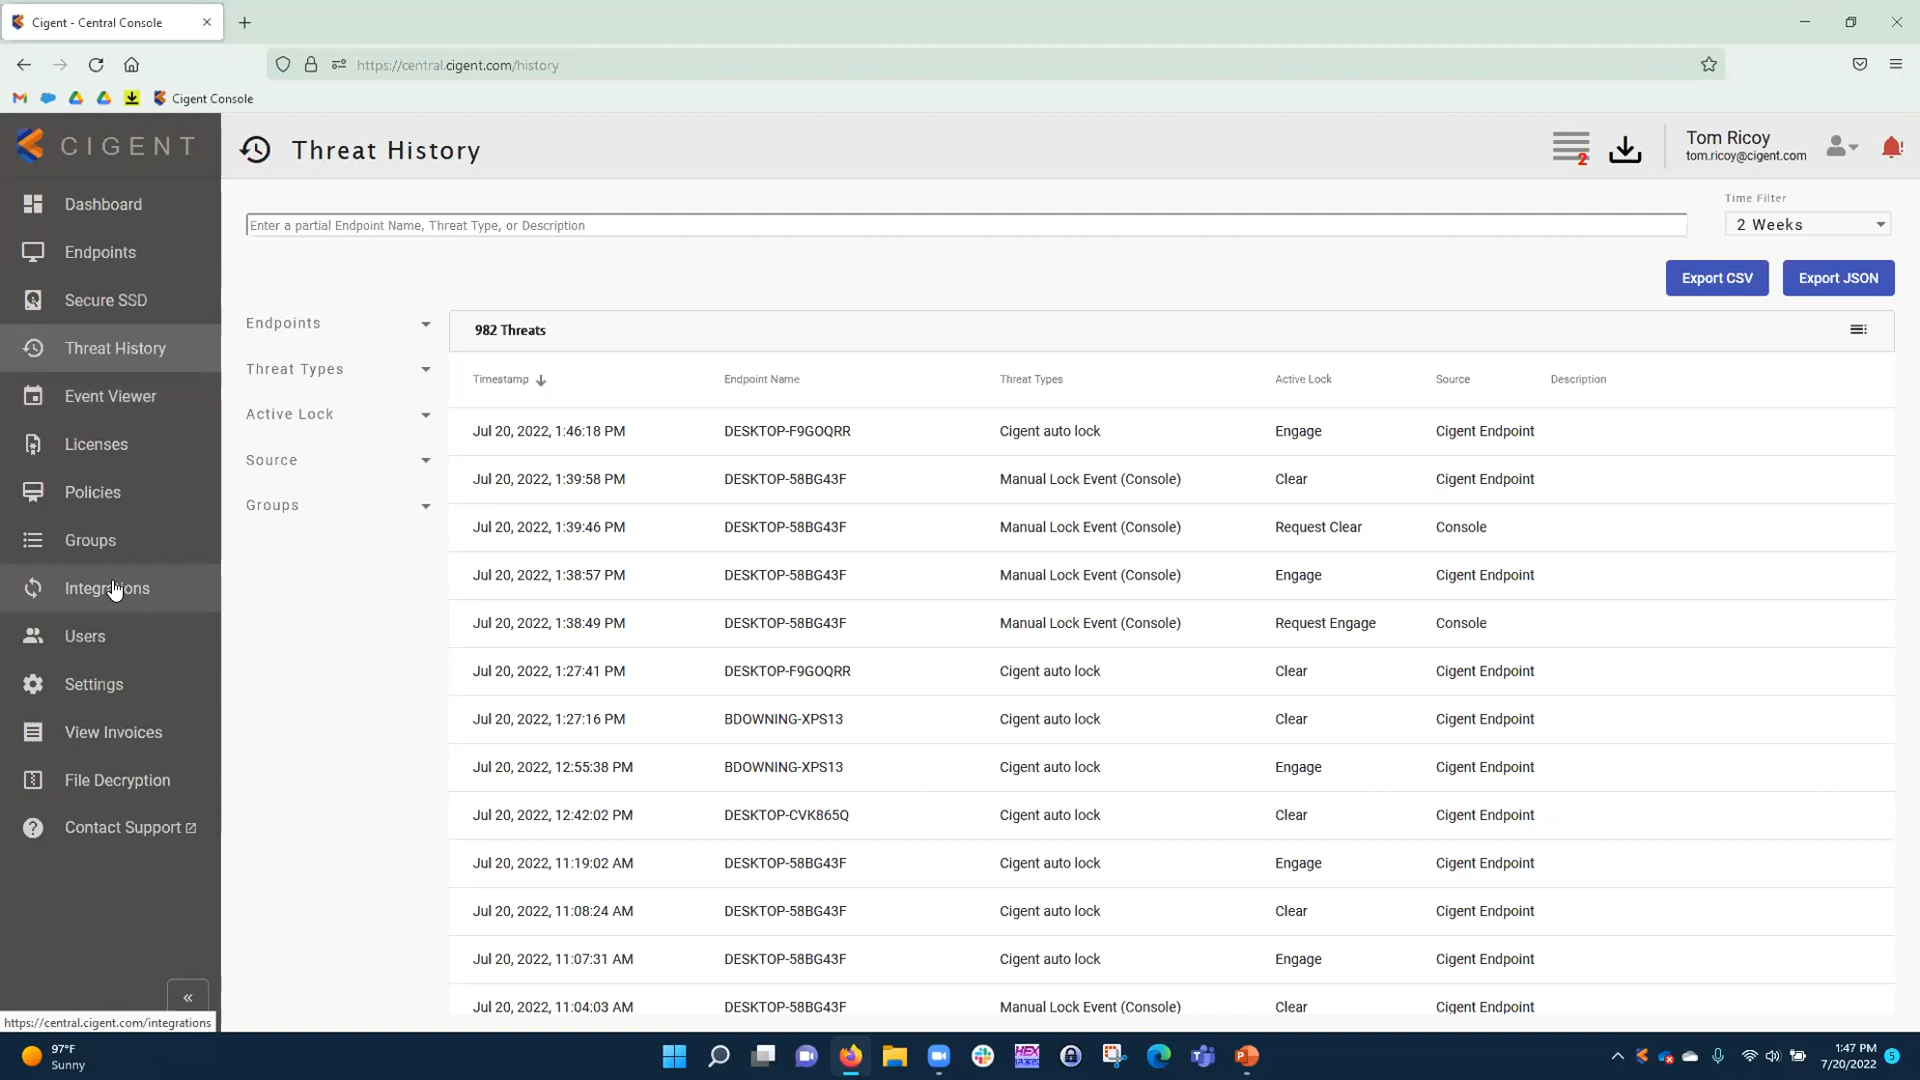 Cigent - Central Console
https://central.cigent.com/history
Cigent Console
CIGENT
Threat History
2
Tom Ricoy
tom.ricoy@cigent.com
Dashboard
Endpoints
Secure SSD
Threat History
Event Viewer
Licenses
Policies
Groups
Integrations
Users
Settings
View Invoices
File Decryption
Contact Support
«
https://central.cigent.com/integrations
Enter a partial Endpoint Name, Threat Type, or Description
Time Filter
2 Weeks
Export CSV Export JSON
Endpoints
Threat Types
Active Lock
Source
Groups
982 Threats
Timestamp Endpoint Name Threat Types Active Lock Source Description
Jul 20, 2022, 1:46:18 PM DESKTOP-F9GOQRR Cigent auto lock Engage Cigent Endpoint
Jul 20, 2022, 1:39:58 PM DESKTOP-58BG43F Manual Lock Event (Console) Clear Cigent Endpoint
Jul 20, 2022, 1:39:46 PM DESKTOP-58BG43F Manual Lock Event (Console) Request Clear Console
Jul 20, 2022, 1:38:57 PM DESKTOP-58BG43F Manual Lock Event (Console) Engage Cigent Endpoint
Jul 20, 2022, 1:38:49 PM DESKTOP-58BG43F Manual Lock Event (Console) Request Engage Console
Jul 20, 2022, 1:27:41 PM DESKTOP-F9GOQRR Cigent auto lock Clear Cigent Endpoint
Jul 20, 2022, 1:27:16 PM BDOWNING-XPS13 Cigent auto lock Clear Cigent Endpoint
Jul 20, 2022, 12:55:38 PM BDOWNING-XPS13 Cigent auto lock Engage Cigent Endpoint
Jul 20, 2022, 12:42:02 PM DESKTOP-CVK865Q Cigent auto lock Clear Cigent Endpoint
Jul 20, 2022, 11:19:02 AM DESKTOP-58BG43F Cigent auto lock Engage Cigent Endpoint
Jul 20, 2022, 11:08:24 AM DESKTOP-58BG43F Cigent auto lock Clear Cigent Endpoint
Jul 20, 2022, 11:07:31 AM DESKTOP-58BG43F Cigent auto lock Engage Cigent Endpoint
Jul 20, 2022, 11:04:03 AM DESKTOP-58BG43F Manual Lock Event (Console) Clear Cigent Endpoint
97°F
Sunny
HEX
1:47 PM
7/20/2022
5